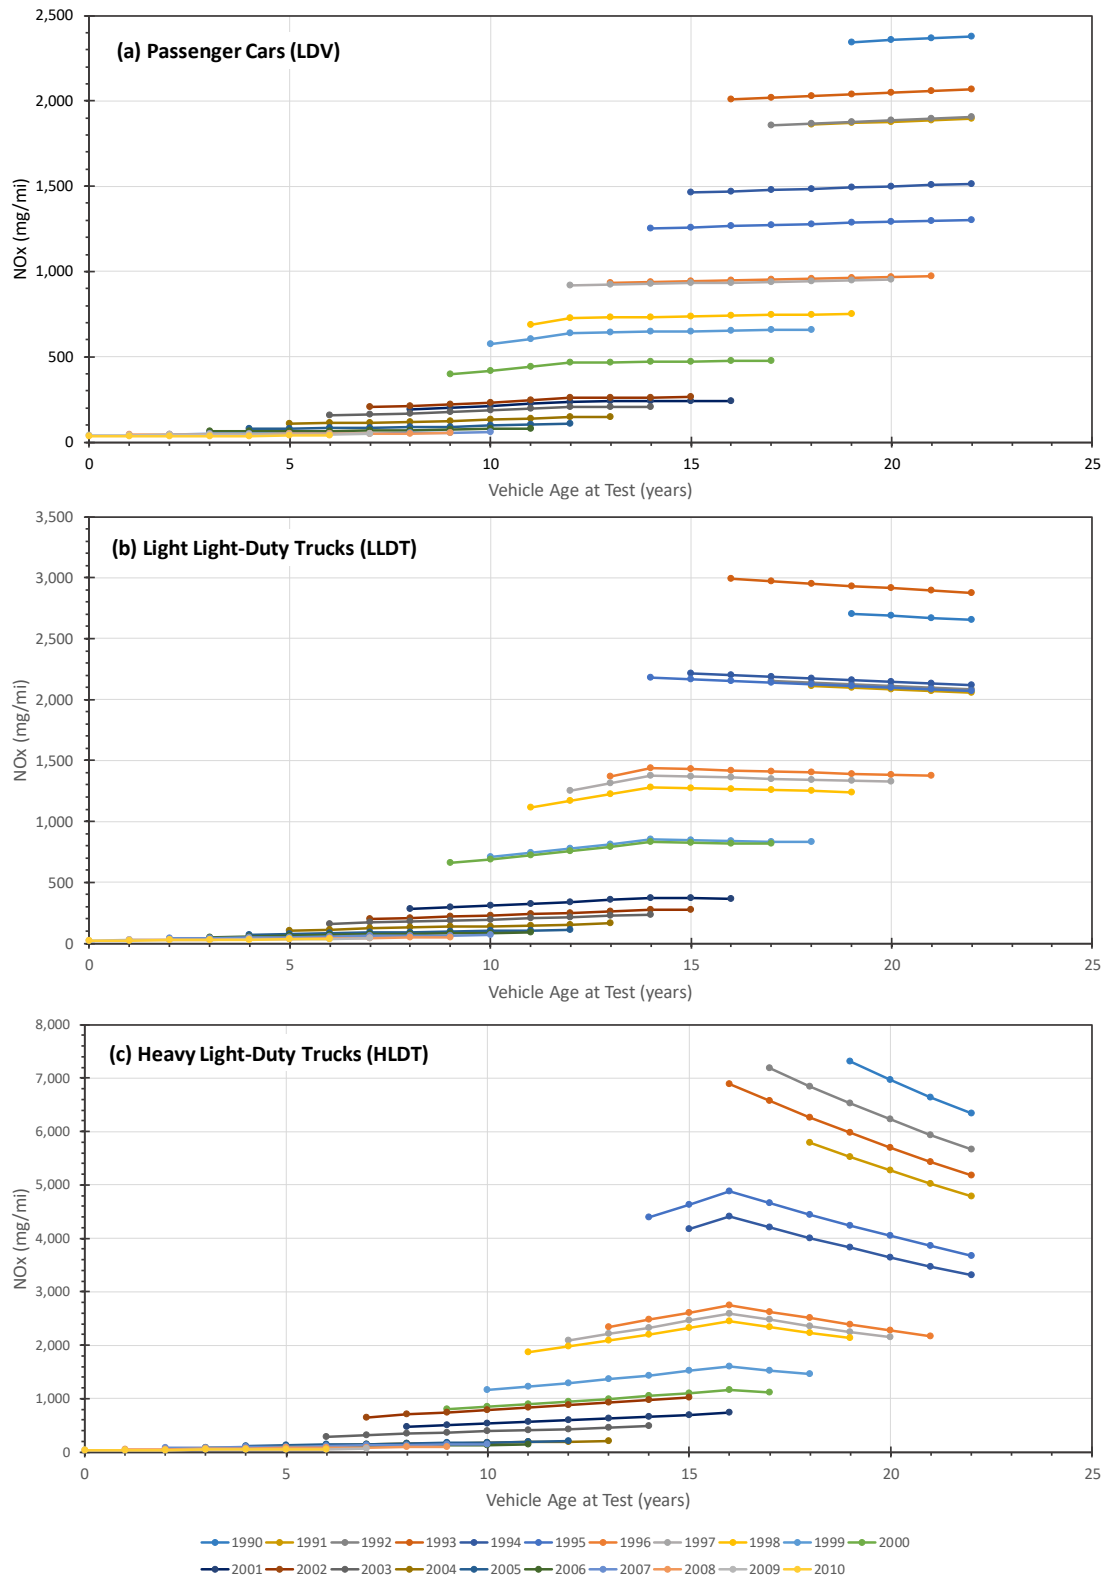 (a) Passenger Cars (LDV)
NOx (mg/mi)
2,500
2,000
1,500
1,000
500
0
0 5 10 15 20 25
Vehicle Age at Test (years)
(b) Light Light-Duty Trucks (LLDT)
NOx (mg/mi)
3,500
3,000
2,500
2,000
1,500
1,000
500
0
0 5 10 15 20 25
Vehicle Age at Test (years)
(c) Heavy Light-Duty Trucks (HLDT)
NOx (mg/mi)
8,000
7,000
6,000
5,000
4,000
3,000
2,000
1,000
0
0 5 10 15 20 25
Vehicle Age at Test (years)
1990 1991 1992 1993 1994 1995 1996 1997 1998 1999 2000
2001 2002 2003 2004 2005 2006 2007 2008 2009 2010